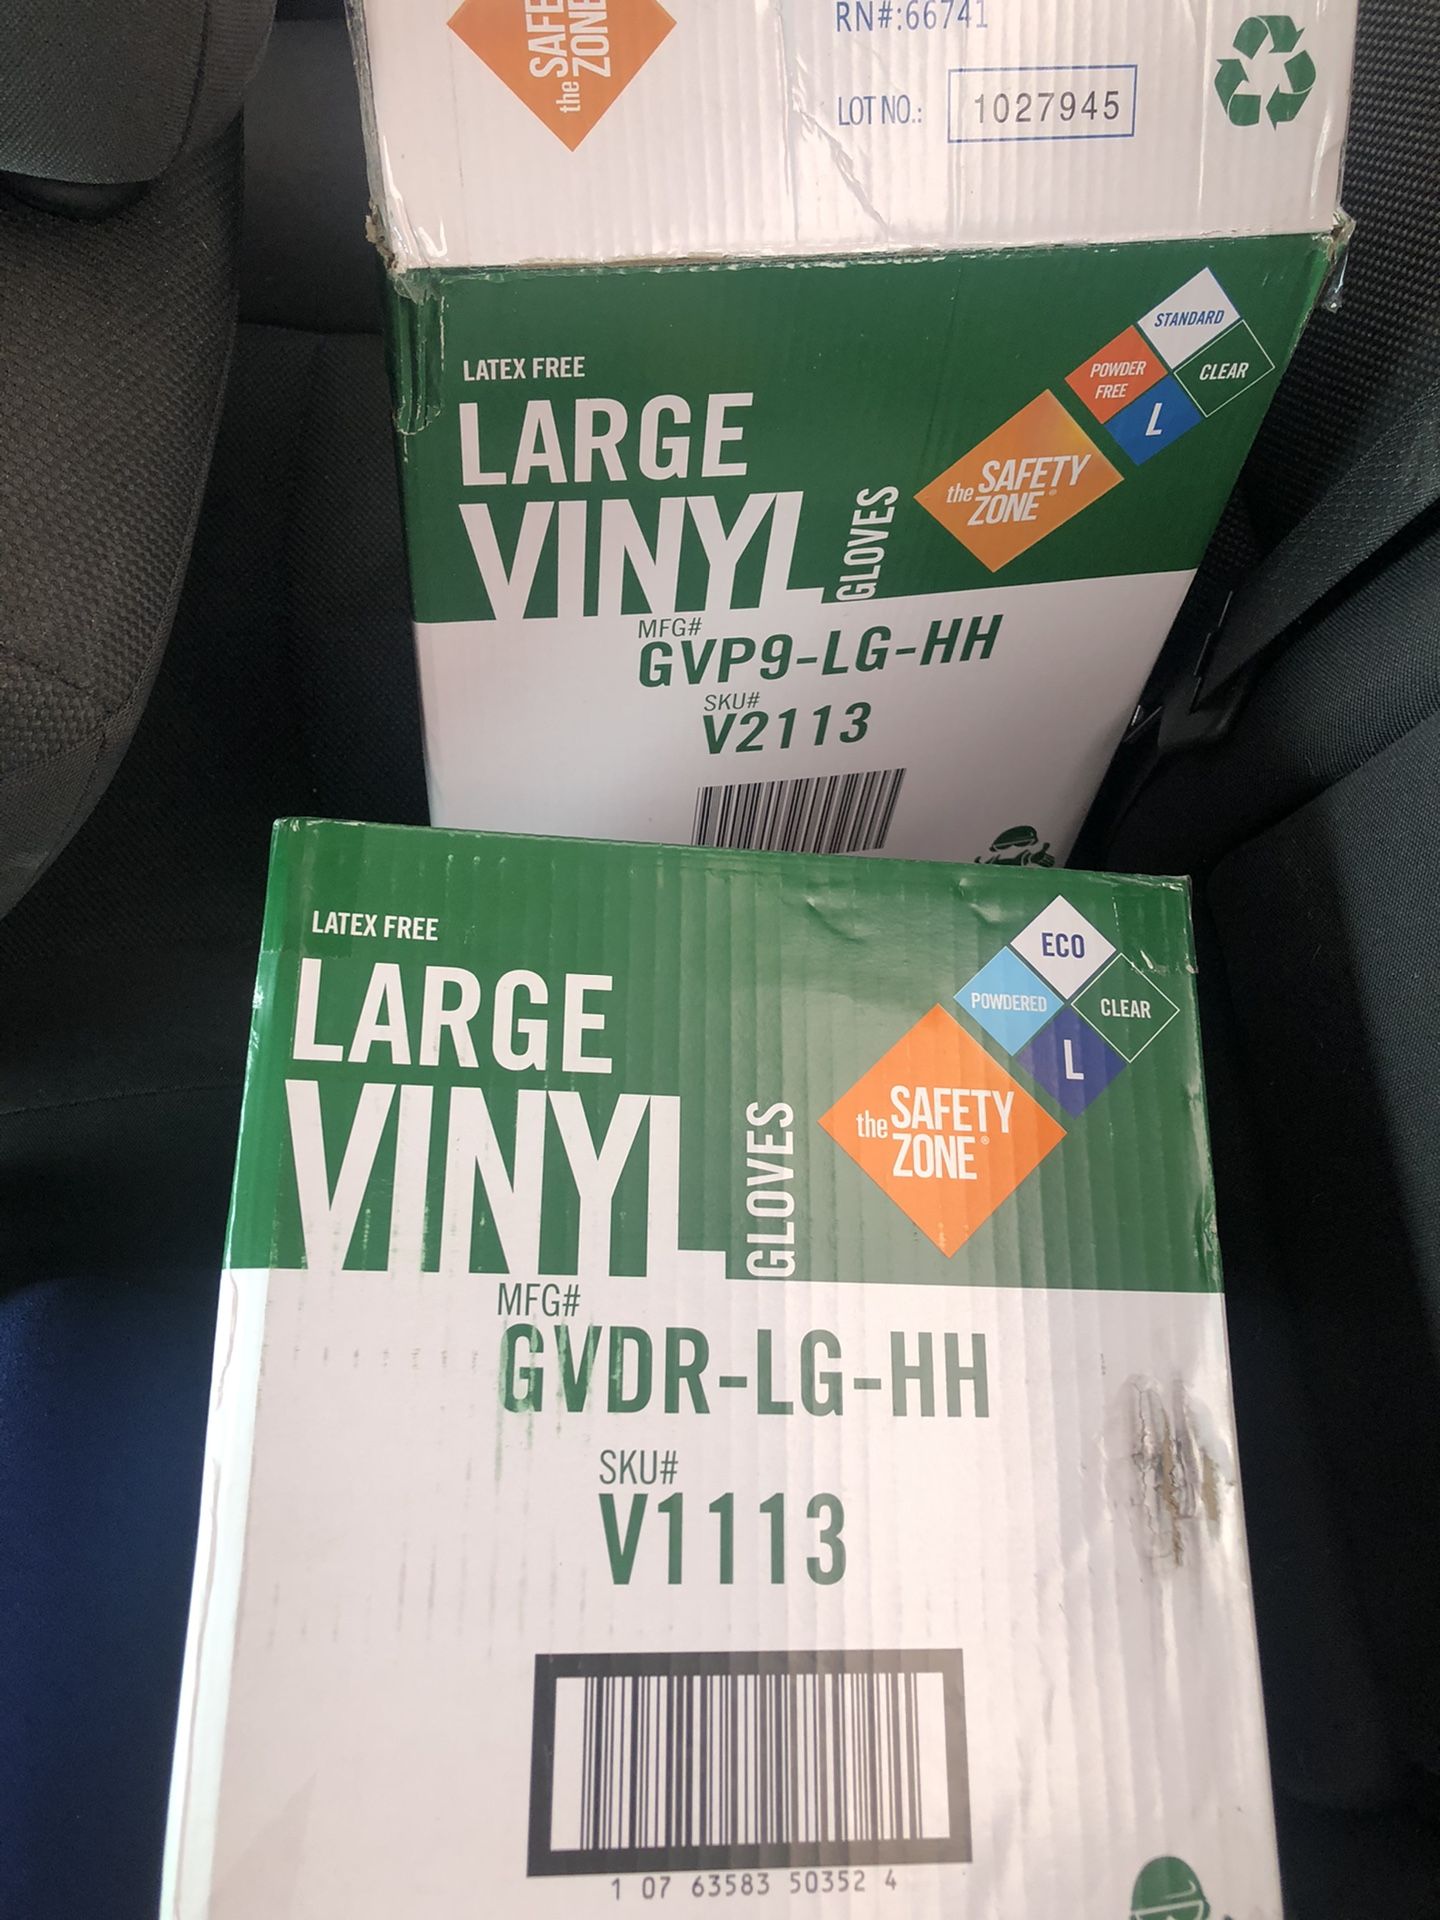 the SAFE
ZONE
RN#:66741
LOT NO.: 1027945
LATEX FREE
LARGE
VINYL
GLOVES
STANDARD
POWDER
FREE
CLEAR
L
the SAFETY
ZONE®
MFG#
GVP9-LG-HH
SKU#
V2113
LATEX FREE
LARGE
VINYL
GLOVES
ECO
POWDERED
CLEAR
L
the SAFETY
ZONE®
MFG#
GVDR-LG-HH
SKU#
V1113
1 07 63583 50352 4